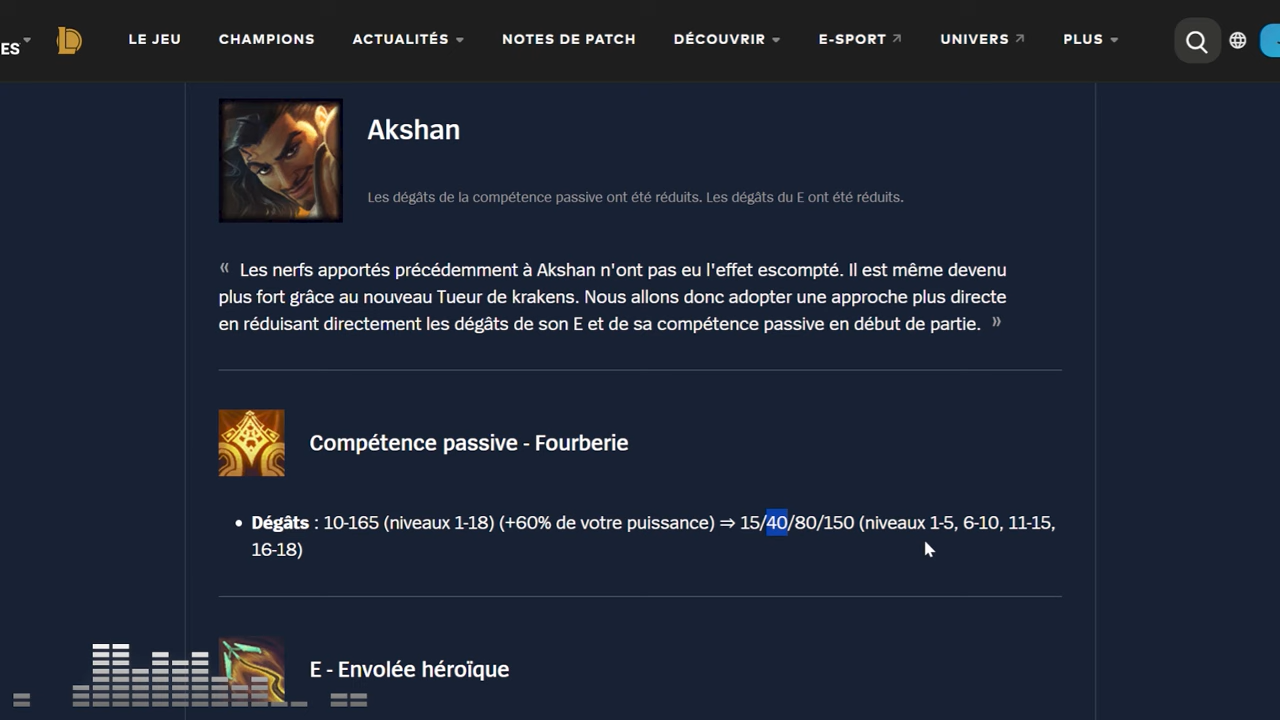 ES LE JEU CHAMPIONS ACTUALITÉS NOTES DE PATCH DÉCOUVRIR E-SPORT UNIVERS PLUS
Akshan
Les dégâts de la compétence passive ont été réduits. Les dégâts du E ont été réduits.
« Les nerfs apportés précédemment à Akshan n'ont pas eu l'effet escompté. Il est même devenu
plus fort grâce au nouveau Tueur de krakens. Nous allons donc adopter une approche plus directe
en réduisant directement les dégâts de son E et de sa compétence passive en début de partie. »
Compétence passive - Fourberie
• Dégâts : 10-165 (niveaux 1-18) (+60% de votre puissance) ⇒ 15/40/80/150 (niveaux 1-5, 6-10, 11-15,
16-18)
E - Envolée héroïque